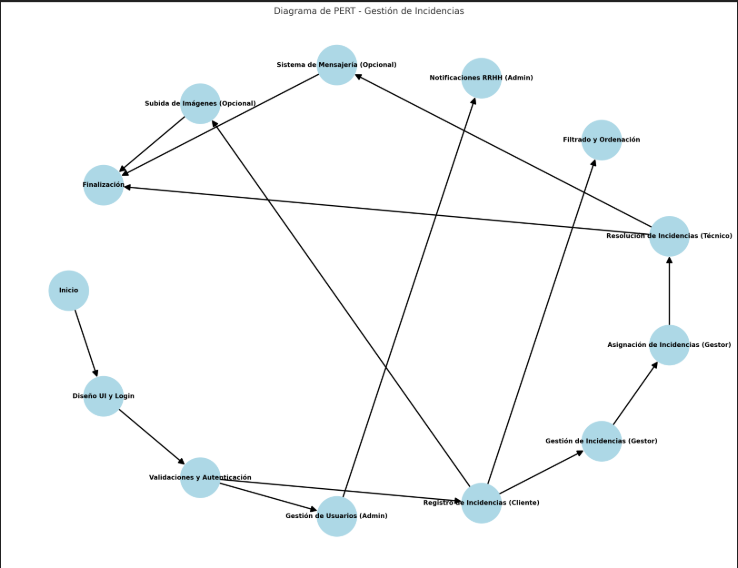 Diagrama de PERT - Gestión de Incidencias
Sistema de Mensajería (Opcional)
Notificaciones RRHH (Admin)
Subida de Imágenes (Opcional)
Filtrado y Ordenación
Finalización
Resolución de Incidencias (Técnico)
Inicio
Asignación de Incidencias (Gestor)
Diseño UI y Login
Gestión de Incidencias (Gestor)
Validaciones y Autenticación
Registro de Incidencias (Cliente)
Gestión de Usuarios (Admin)